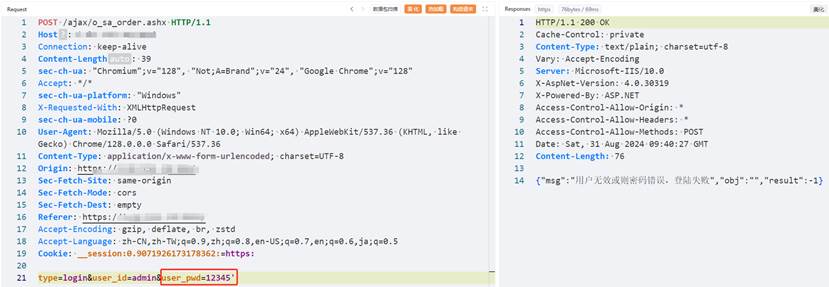 Request
数据包扫描
美化
热加载
构造请求
1 POST /ajax/o_sa_order.ashx HTTP/1.1
2 Host
3 Connection: keep-alive
4 Content-Length auto : 39
5 sec-ch-ua: "Chromium";v="128", "Not;A=Brand";v="24", "Google Chrome";v="128"
6 Accept: */*
7 sec-ch-ua-platform: "Windows"
8 X-Requested-With: XMLHttpRequest
9 sec-ch-ua-mobile: ?0
10 User-Agent: Mozilla/5.0 (Windows NT 10.0; Win64; x64) AppleWebKit/537.36 (KHTML, like
Gecko) Chrome/128.0.0.0 Safari/537.36
11 Content-Type: application/x-www-form-urlencoded; charset=UTF-8
12 Origin: https:
13 Sec-Fetch-Site: same-origin
14 Sec-Fetch-Mode: cors
15 Sec-Fetch-Dest: empty
16 Referer: https:/
17 Accept-Encoding: gzip, deflate, br, zstd
18 Accept-Language: zh-CN,zh-TW;q=0.9,zh;q=0.8,en-US;q=0.7,en;q=0.6,ja;q=0.5
19 Cookie: __session:0.9071926173178362:=https:
20
21 type=login&user_id=admin&user_pwd=12345'
Responses https 76bytes / 69ms
美化
1 HTTP/1.1 200 OK
2 Cache-Control: private
3 Content-Type: text/plain; charset=utf-8
4 Vary: Accept-Encoding
5 Server: Microsoft-IIS/10.0
6 X-AspNet-Version: 4.0.30319
7 X-Powered-By: ASP.NET
8 Access-Control-Allow-Origin: *
9 Access-Control-Allow-Headers: *
10 Access-Control-Allow-Methods: POST
11 Date: Sat, 31 Aug 2024 09:40:27 GMT
12 Content-Length: 76
13
14 {"msg":"用户无效或则密码错误，登陆失败","obj":"","result":-1}